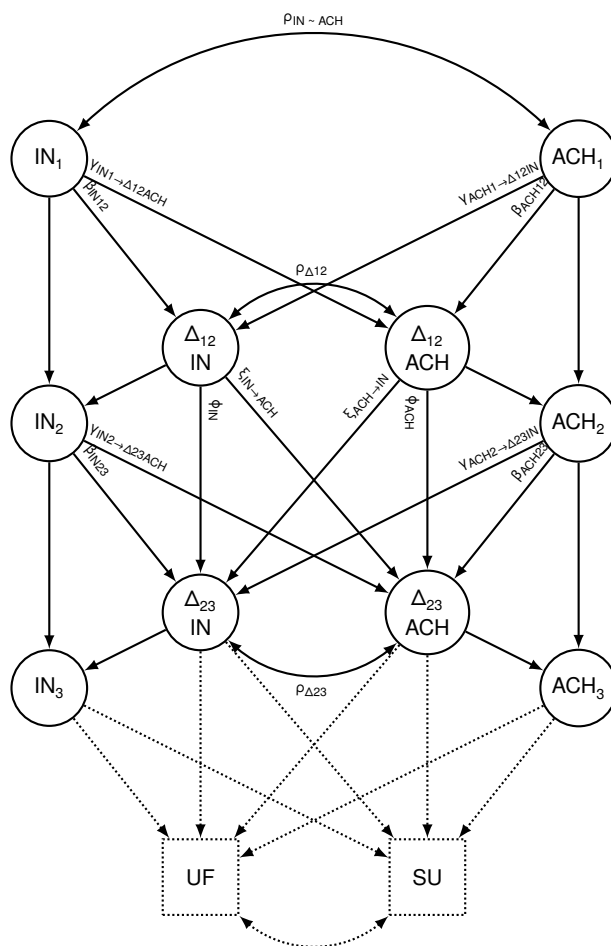 ρIN ~ ACH
IN1
ACH1
γIN1→Δ12ACH
βIN12
γACH1→Δ12IN
βACH12
ρΔ12
Δ12
IN
Δ12
ACH
ξIN→ACH
ϕIN
ξACH→IN
ϕACH
IN2
ACH2
γIN2→Δ23ACH
βIN23
γACH2→Δ23IN
βACH23
Δ23
IN
Δ23
ACH
ρΔ23
IN3
ACH3
UF
SU